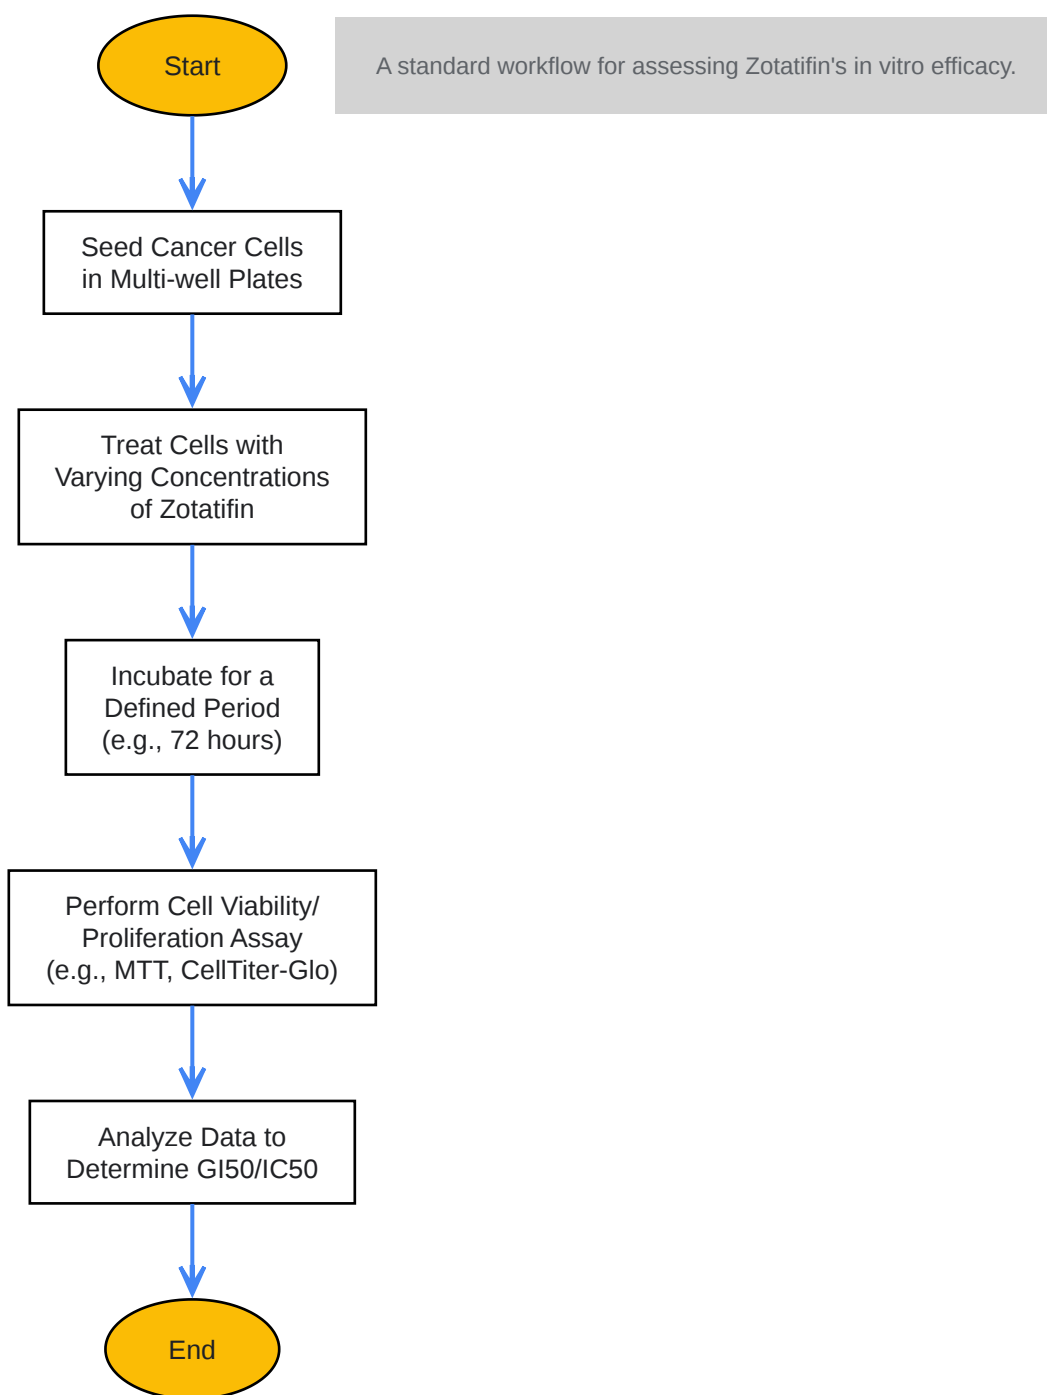 Start
A standard workflow for assessing Zotatifin's in vitro efficacy.
Seed Cancer Cells
in Multi-well Plates
Treat Cells with
Varying Concentrations
of Zotatifin
Incubate for a
Defined Period
(e.g., 72 hours)
Perform Cell Viability/
Proliferation Assay
(e.g., MTT, CellTiter-Glo)
Analyze Data to
Determine GI50/IC50
End